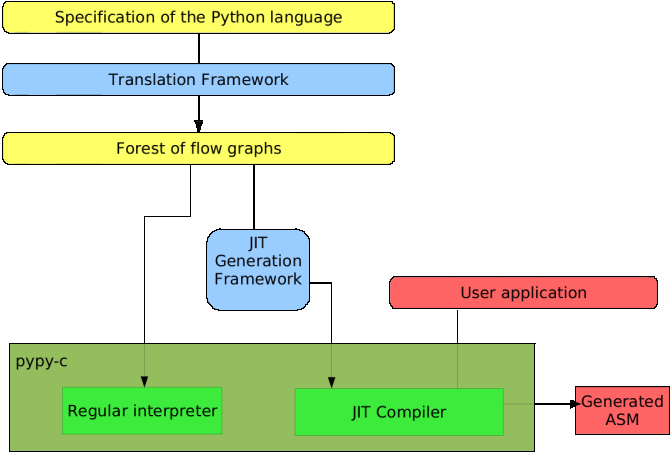 Specification of the Python language
Translation Framework
Forest of flow graphs
JIT
Generation
Framework
User application
pypy-c
Regular interpreter
JIT Compiler
Generated
ASM